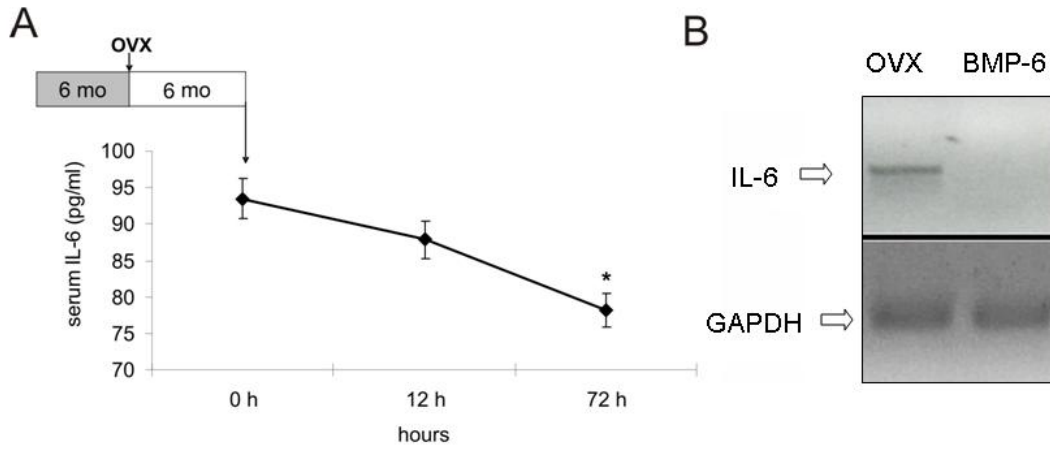 A
OVX
6 mo 6 mo
serum IL-6 (pg/ml)
100
95
90
85
80
75
70
*
0 h 12 h 72 h
hours
B
OVX BMP-6
IL-6
GAPDH